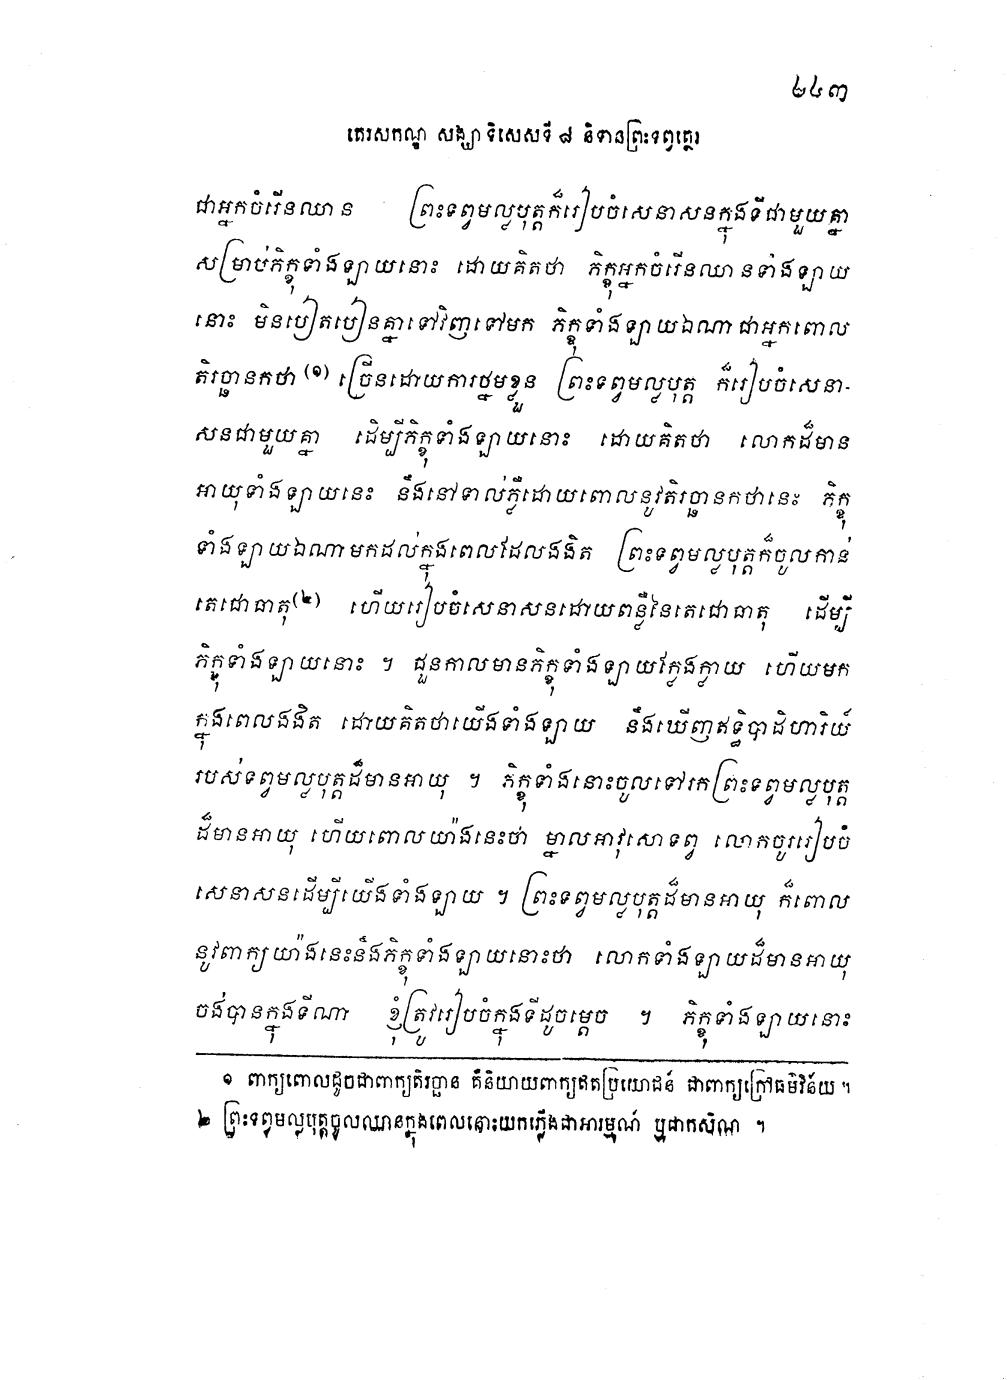 ២៤៣
តេរសកណ្ឌ សង្ឃាទិសេសទី ៨ និទានព្រះទព្វត្ថេរ
ជាអ្នកចំរើនឈាន ព្រះទព្វមល្លបុត្តក៏រៀបចំសេនាសនក្នុងទីជាមួយគ្នា
សម្រាប់ភិក្ខុទាំងឡាយនោះ ដោយគិតថា ភិក្ខុអ្នកចំរើនឈានទាំងឡាយ
នោះ មិនបៀតបៀនគ្នាទៅវិញទៅមក ភិក្ខុទាំងឡាយឯណាជាអ្នកពោល
តិរច្ឆានកថា (១) ច្រើនដោយការថ្នមខ្លួន ព្រះទព្វមល្លបុត្ត ក៏រៀបចំសេនា-
សនជាមួយគ្នា ដើម្បីភិក្ខុទាំងឡាយនោះ ដោយគិតថា លោកដ៏មាន
អាយុទាំងឡាយនេះ នឹងនៅទាល់ភ្លឺដោយពោលនូវតិរច្ឆានកថានេះ ភិក្ខុ
ទាំងឡាយឯណាមកដល់ក្នុងពេលដែលងងិត ព្រះទព្វមល្លបុត្តក៏ចូលកាន់
តេជោធាតុ(២) ហើយរៀបចំសេនាសនដោយពន្លឺនៃតេជោធាតុ ដើម្បី
ភិក្ខុទាំងឡាយនោះ ។ ជួនកាលមានភិក្ខុទាំងឡាយក្លែងក្លាយ ហើយមក
ក្នុងពេលងងិត ដោយគិតថាយើងទាំងឡាយ នឹងឃើញឥទ្ធិបាដិហារិយ៍
របស់ទព្វមល្លបុត្តដ៏មានអាយុ ។ ភិក្ខុទាំងនោះចូលទៅរកព្រះទព្វមល្លបុត្ត
ដ៏មានអាយុ ហើយពោលយ៉ាងនេះថា ម្នាលអាវុសោទព្វ លោកចូររៀបចំ
សេនាសនដើម្បីយើងទាំងឡាយ ។ ព្រះទព្វមល្លបុត្តដ៏មានអាយុ ក៏ពោល
នូវពាក្យយ៉ាងនេះនឹងភិក្ខុទាំងឡាយនោះថា លោកទាំងឡាយដ៏មានអាយុ
ចង់បានក្នុងទីណា ខ្ញុំត្រូវរៀបចំក្នុងទីដូចម្តេច ។ ភិក្ខុទាំងឡាយនោះ
១ ពាក្យពោលដូចជាពាក្យតិរច្ឆាន គឺនិយាយពាក្យឥតប្រយោជន៍ ជាពាក្យក្រៅធម៌វិន័យ ។
២ ព្រះទព្វមល្លបុត្តចូលឈានក្នុងពេលនោះយកភ្លើងជាអារម្មណ៍ ឬជាកសិណ ។